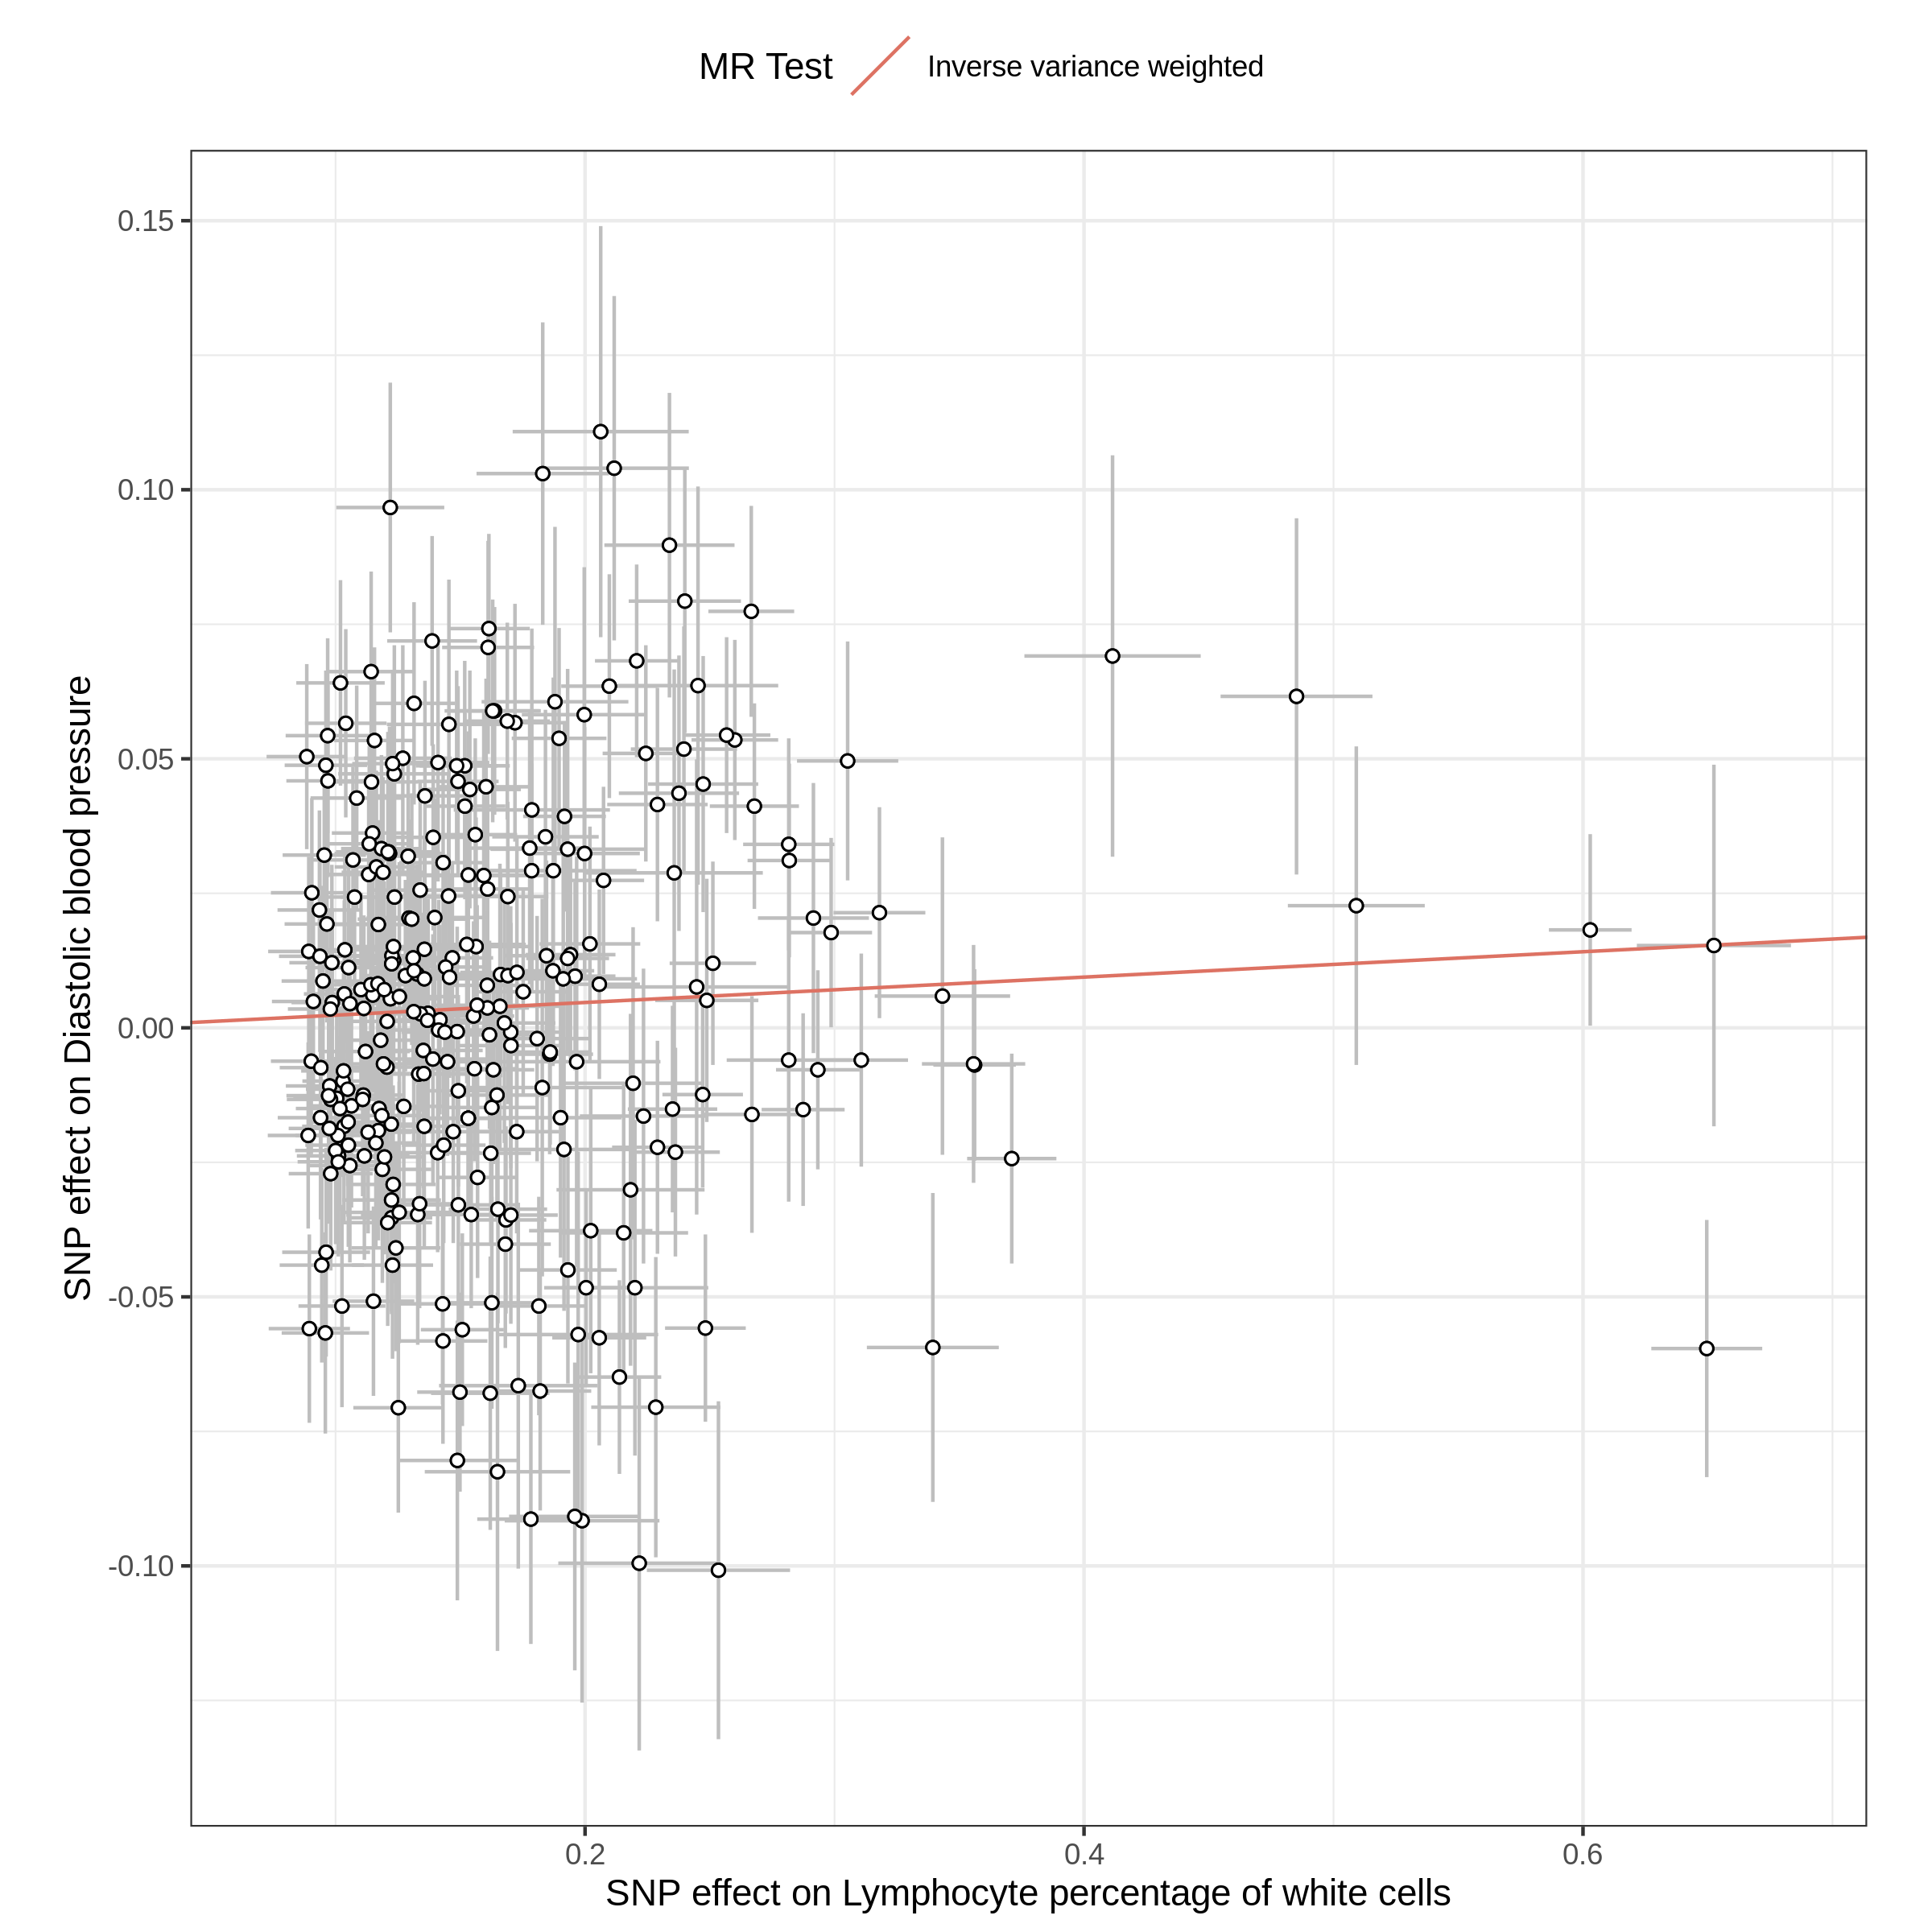 MR Test
Inverse variance weighted
SNP effect on Diastolic blood pressure
0.15
0.10
0.05
0.00
-0.05
-0.10
0.2
0.4
0.6
SNP effect on Lymphocyte percentage of white cells